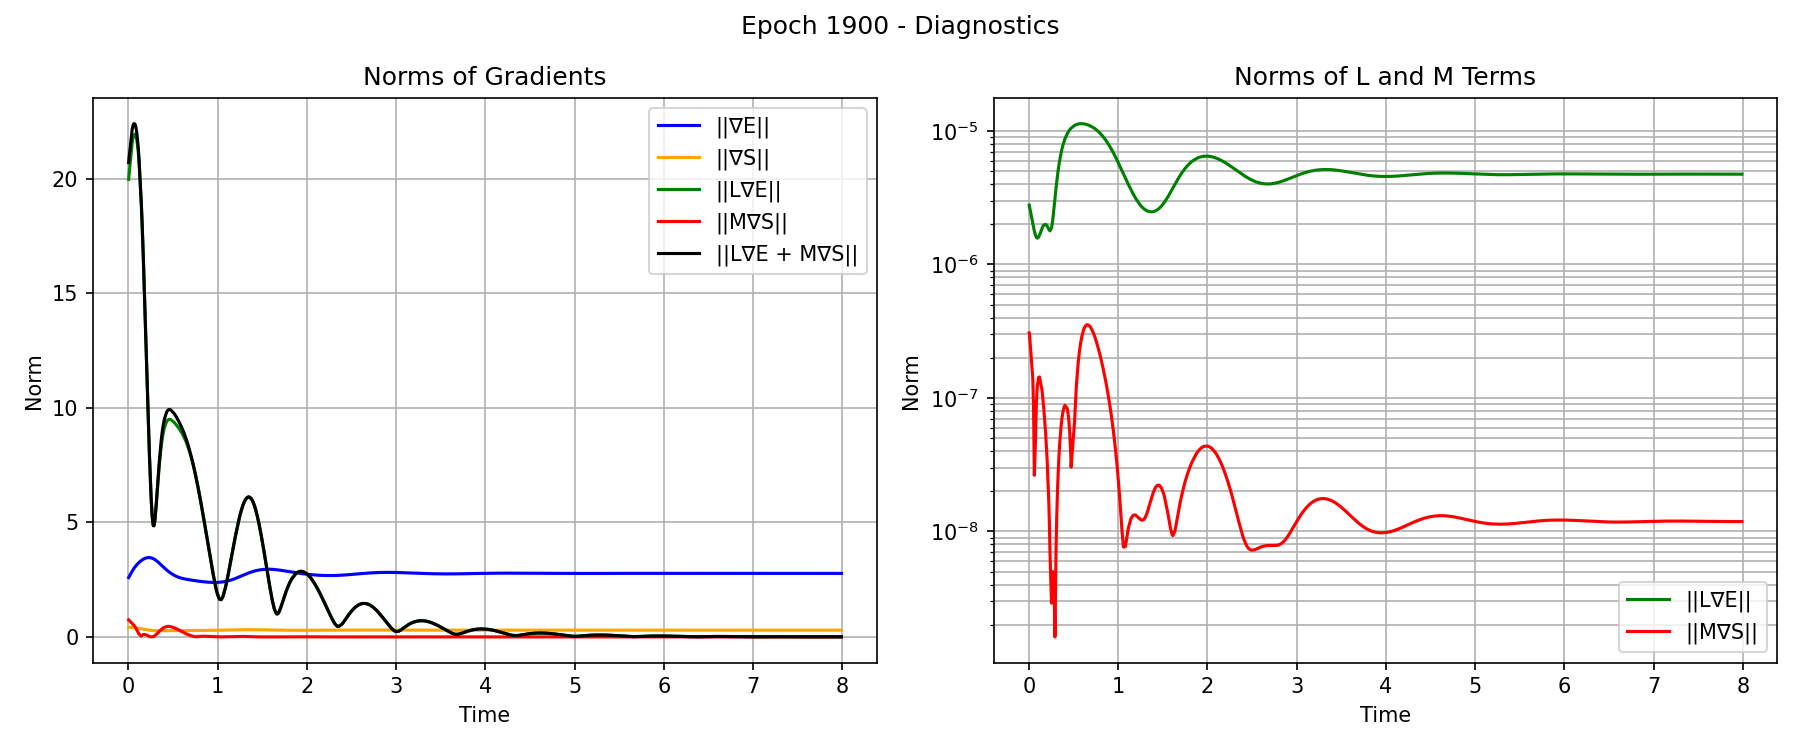 Epoch 1900 - Diagnostics
Norms of Gradients
Norm
20
15
10
5
0
0 1 2 3 4 5 6 7 8
Time
||∇E||
||∇S||
||L∇E||
||M∇S||
||L∇E + M∇S||
Norms of L and M Terms
Norm
10⁻⁵
10⁻⁶
10⁻⁷
10⁻⁸
0 1 2 3 4 5 6 7 8
Time
||L∇E||
||M∇S||